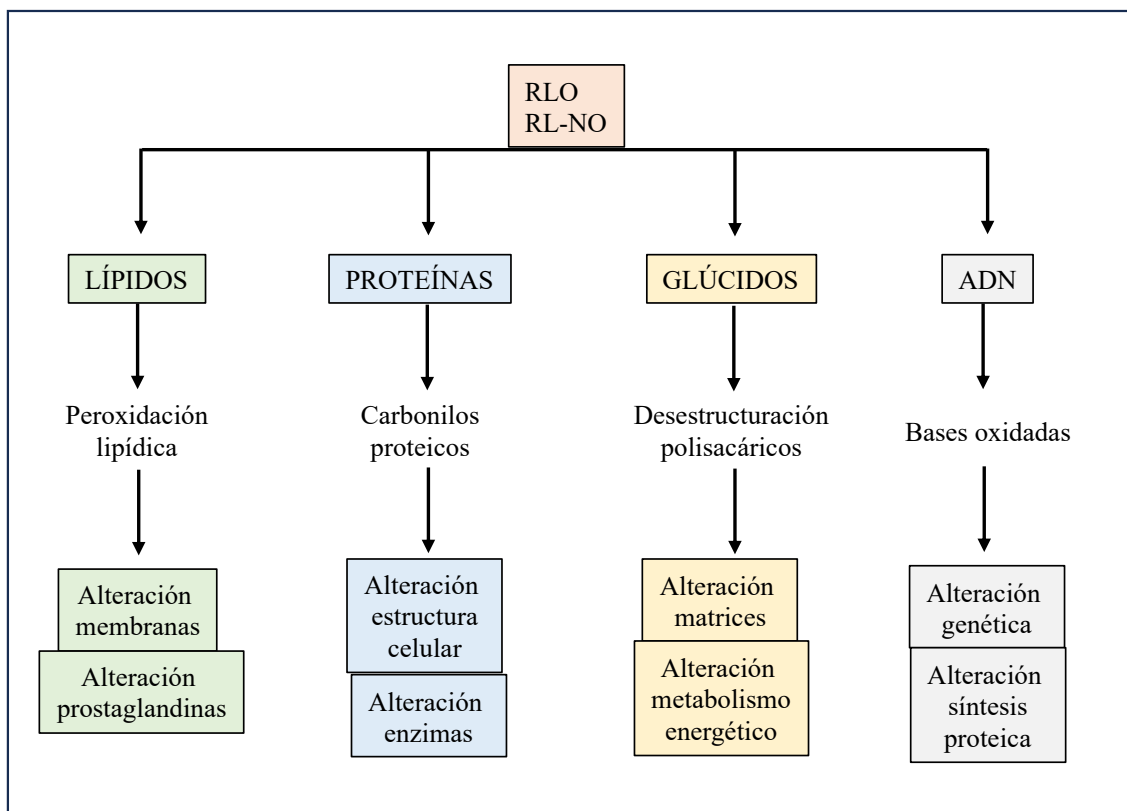 RLO
RL-NO
LÍPIDOS
PROTEÍNAS
GLÚCIDOS
ADN
Peroxidación
lipídica
Carbonilos
proteicos
Desestructuración
polisacáricos
Bases oxidadas
Alteración
membranas
Alteración
prostaglandinas
Alteración
estructura
celular
Alteración
enzimas
Alteración
matrices
Alteración
metabolismo
energético
Alteración
genética
Alteración
síntesis
proteica